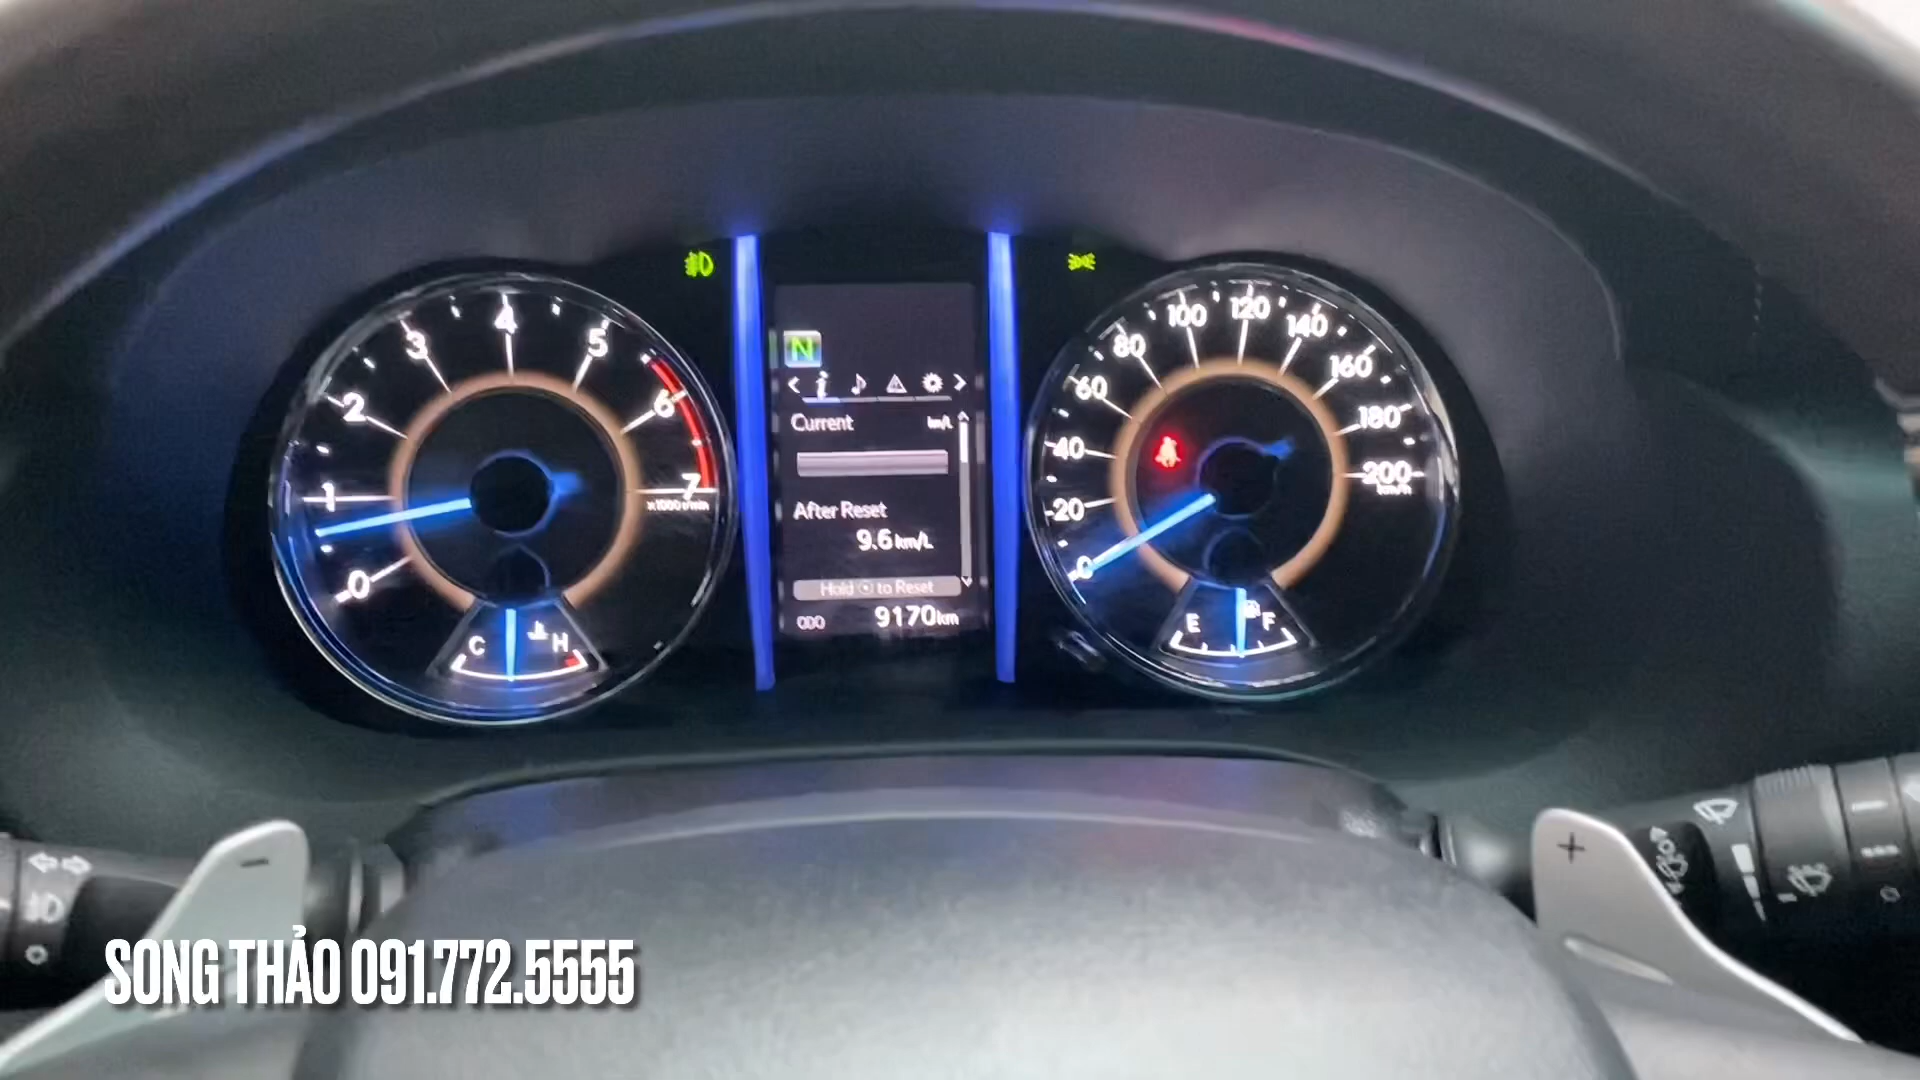 4
3
5
2
6
1
7
x1000r/min
0
C
H
N
Current
km/L
After Reset
9.6 km/L
Hold to Reset
ODO
9170 km
100
120
80
140
60
160
40
180
20
200
km/h
0
E
F
-
+
SONG THẢO 091.772.5555